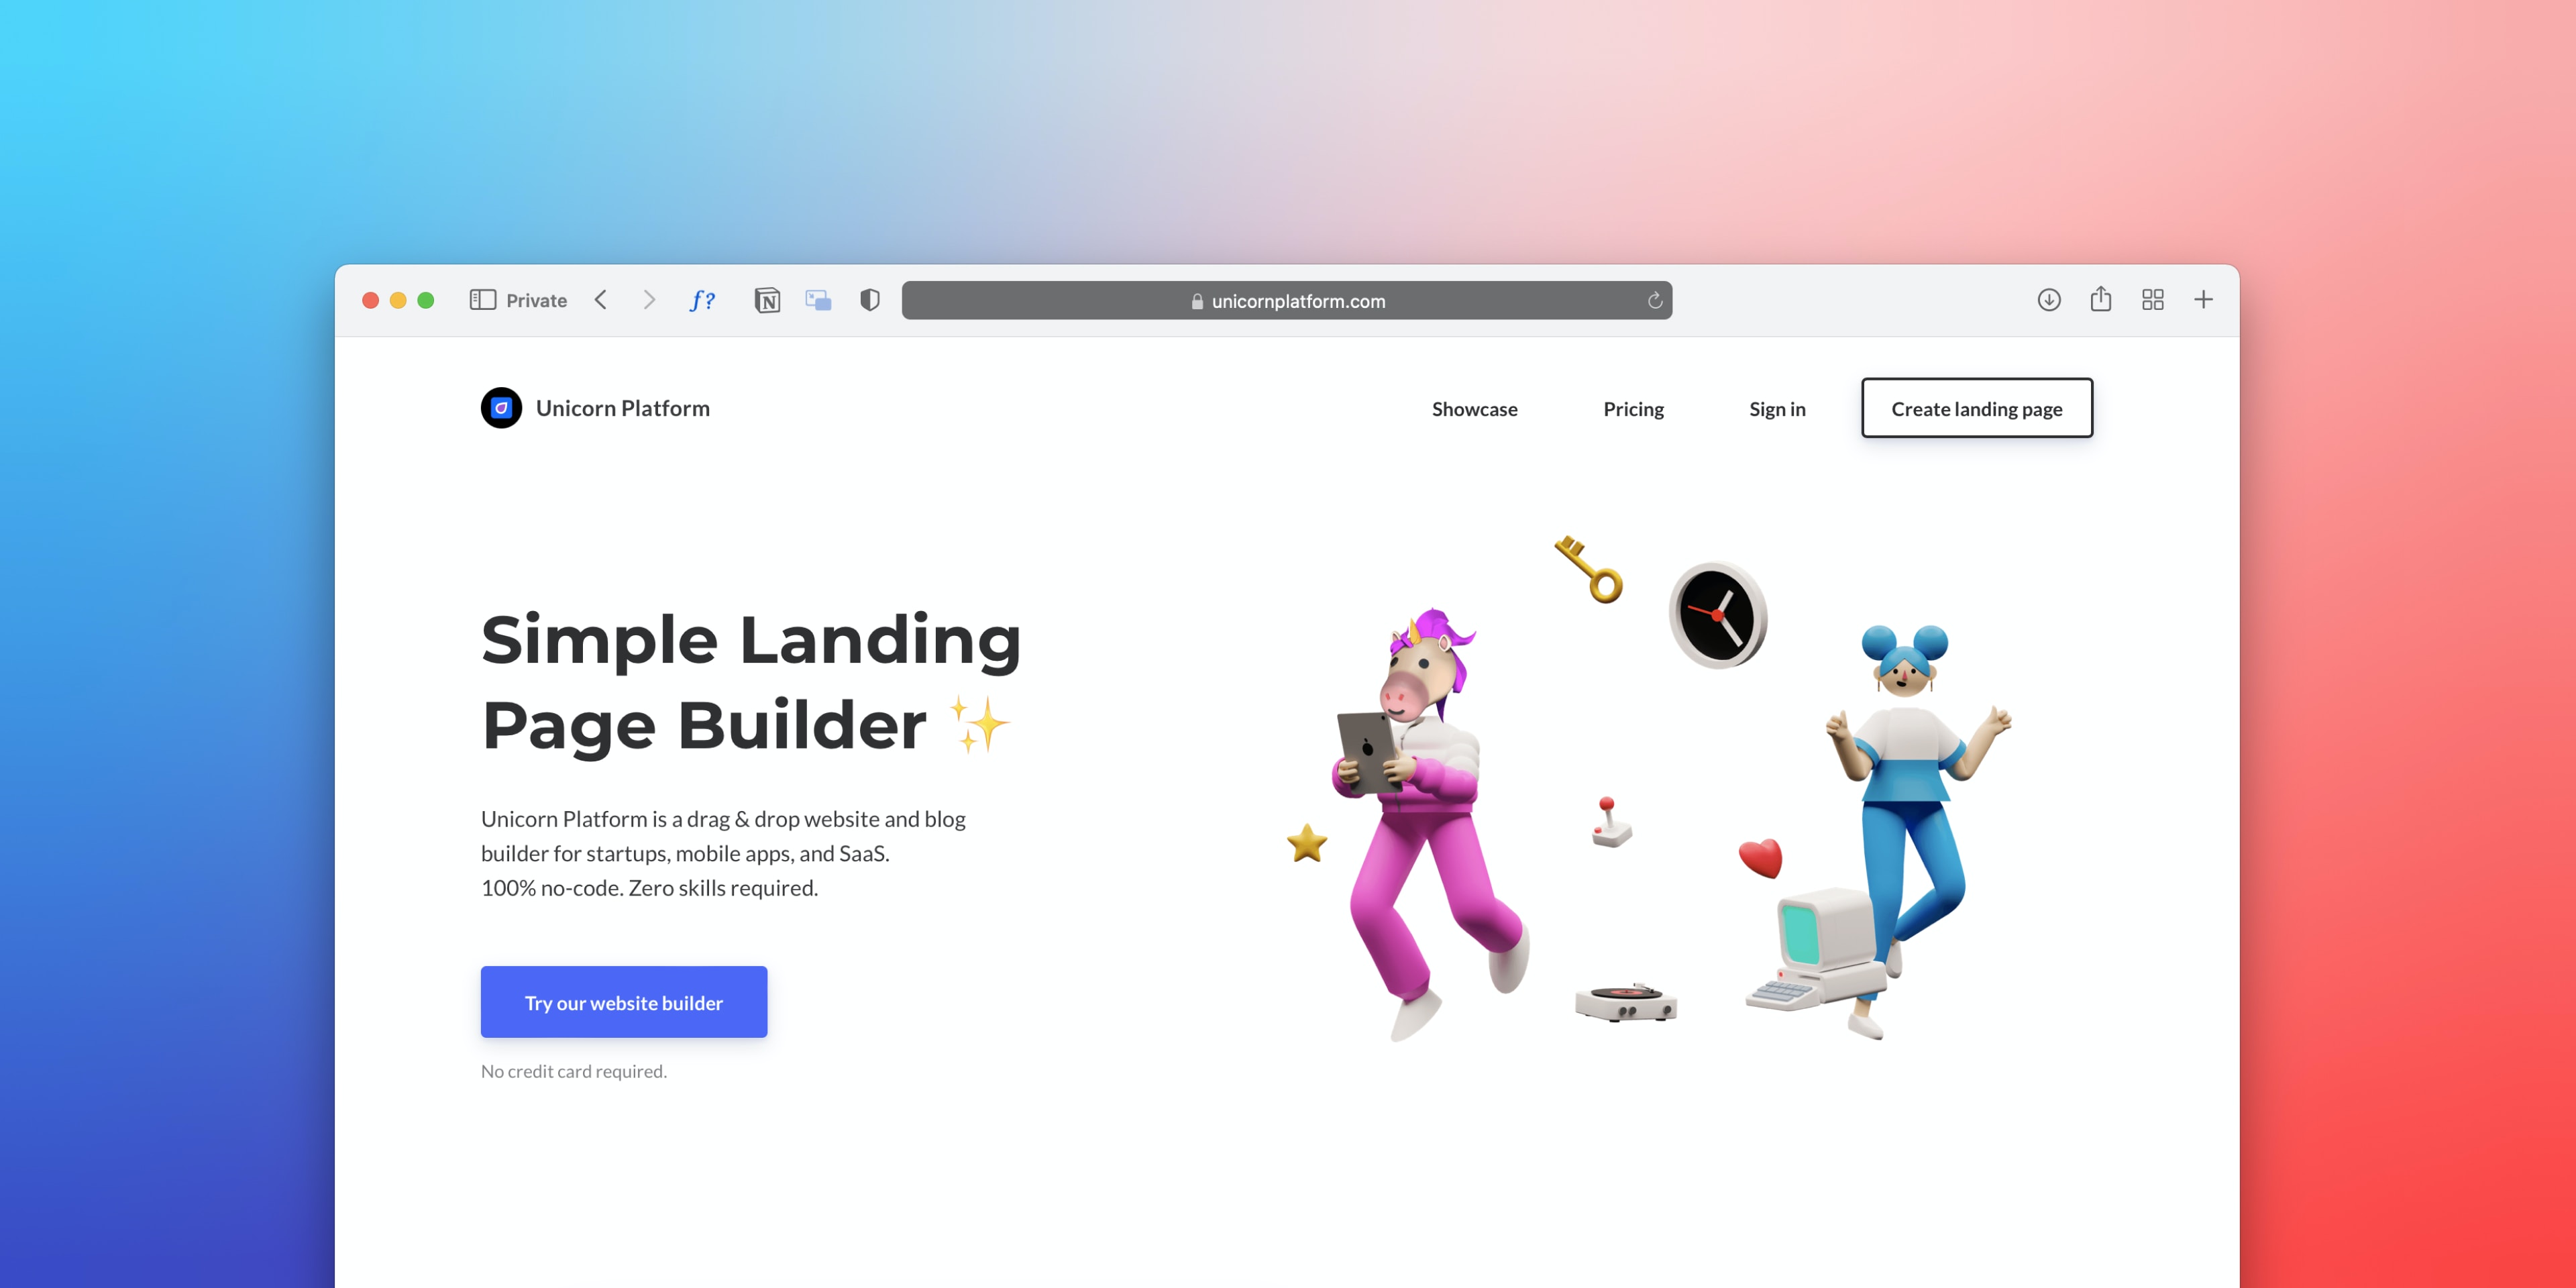 Private
f?
N
unicornplatform.com
Unicorn Platform
Showcase
Pricing
Sign in
Create landing page
Simple Landing
Page Builder ✨
Unicorn Platform is a drag & drop website and blog
builder for startups, mobile apps, and SaaS.
100% no-code. Zero skills required.
Try our website builder
No credit card required.